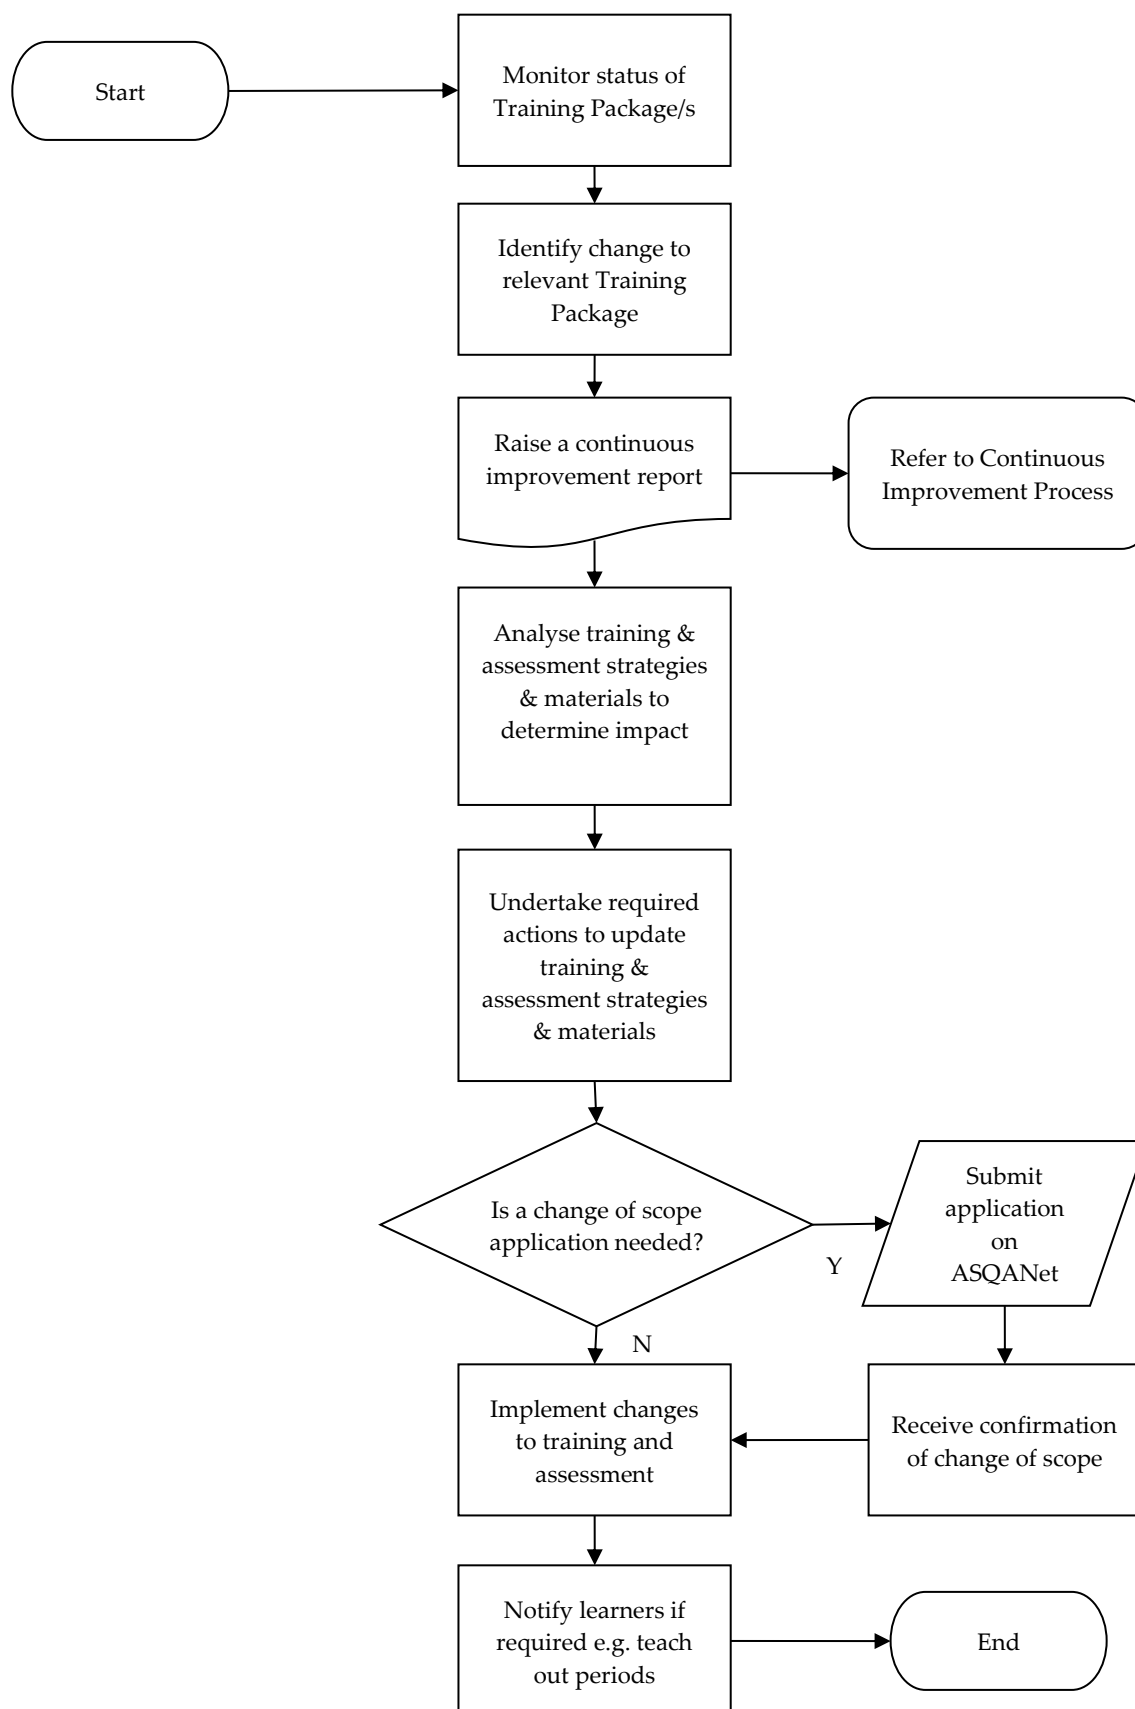 Start
Monitor status of
Training Package/s
Identify change to
relevant Training
Package
Raise a continuous
improvement report
Refer to Continuous
Improvement Process
Analyse training &
assessment strategies
& materials to
determine impact
Undertake required
actions to update
training &
assessment strategies
& materials
Is a change of scope
application needed?
Y
Submit
application
on
ASQANet
N
Implement changes
to training and
assessment
Receive confirmation
of change of scope
Notify learners if
required e.g. teach
out periods
End